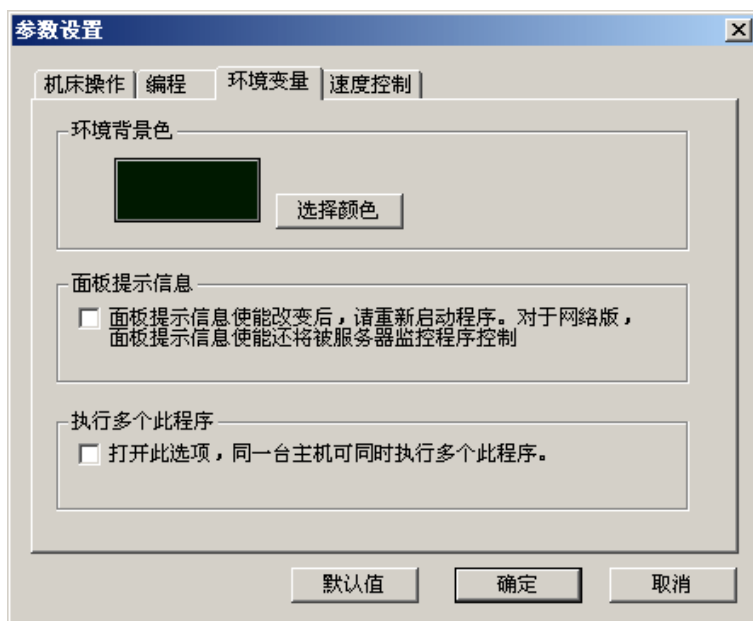 参数设置
机床操作 编程 环境变量 速度控制
环境背景色
选择颜色
面板提示信息
面板提示信息使能改变后，请重新启动程序。对于网络版，
面板提示信息使能还将被服务器监控程序控制
执行多个此程序
打开此选项，同一台主机可同时执行多个此程序。
默认值 确定 取消